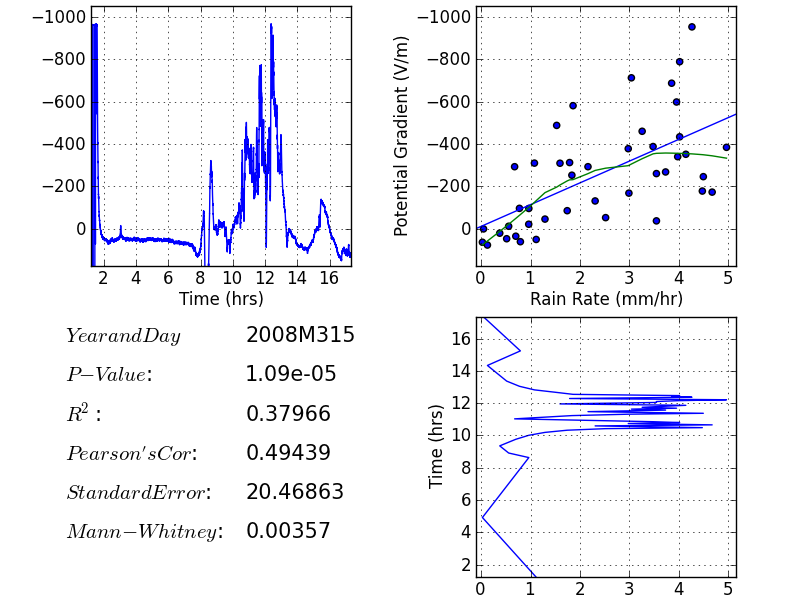 −1000
−800
−600
−400
−200
0
2 4 6 8 10 12 14 16
Time (hrs)
Potential Gradient (V/m)
−1000
−800
−600
−400
−200
0
0 1 2 3 4 5
Rain Rate (mm/hr)
YearandDay 2008M315
P−Value: 1.09e-05
R²: 0.37966
Pearson'sCor: 0.49439
StandardError: 20.46863
Mann−Whitney: 0.00357
Time (hrs)
16
14
12
10
8
6
4
2
0 1 2 3 4 5